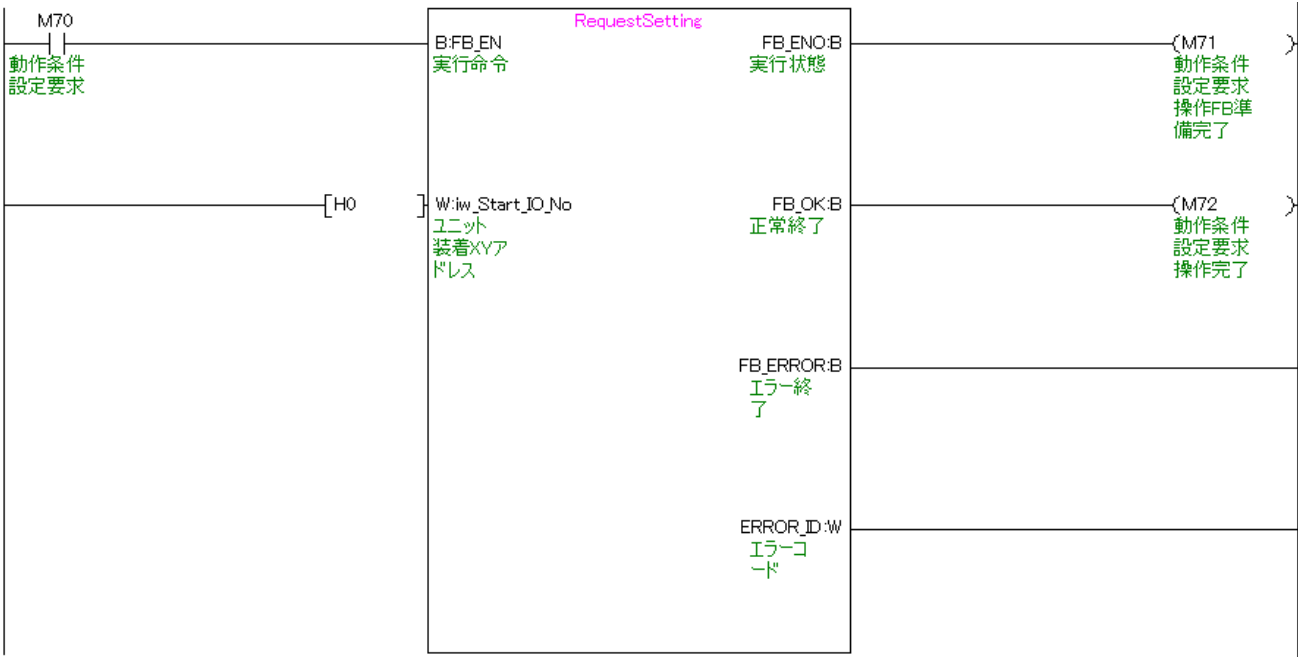 M70
動作条件
設定要求
RequestSetting
B:FB_EN
実行命令
FB_ENO:B
実行状態
M71
動作条件
設定要求
操作FB準
備完了
H0
W:iw_Start_IO_No
ユニット
装着XYア
ドレス
FB_OK:B
正常終了
M72
動作条件
設定要求
操作完了
FB_ERROR:B
エラー終
了
ERROR_ID:W
エラーコ
ード